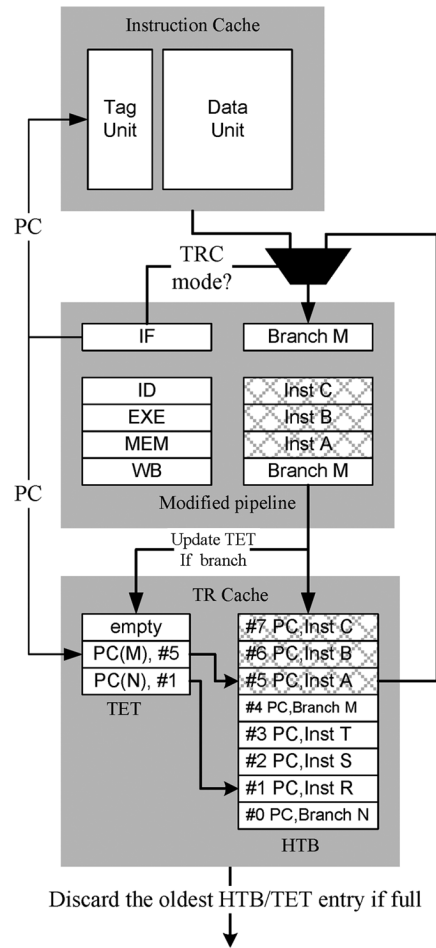 Instruction Cache
Tag
Unit
Data
Unit
PC
TRC
mode?
IF
Branch M
ID
EXE
MEM
WB
Inst C
Inst B
Inst A
Branch M
PC
Modified pipeline
Update TET
If branch
TR Cache
empty
PC(M), #5
PC(N), #1
TET
#7 PC,Inst C
#6 PC,Inst B
#5 PC,Inst A
#4 PC,Branch M
#3 PC,Inst T
#2 PC,Inst S
#1 PC,Inst R
#0 PC,Branch N
HTB
Discard the oldest HTB/TET entry if full